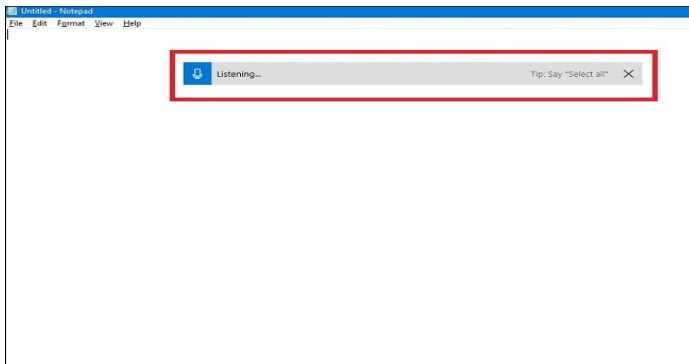 Untitled - Notepad
File Edit Format View Help
Listening... Tip: Say "Select all"